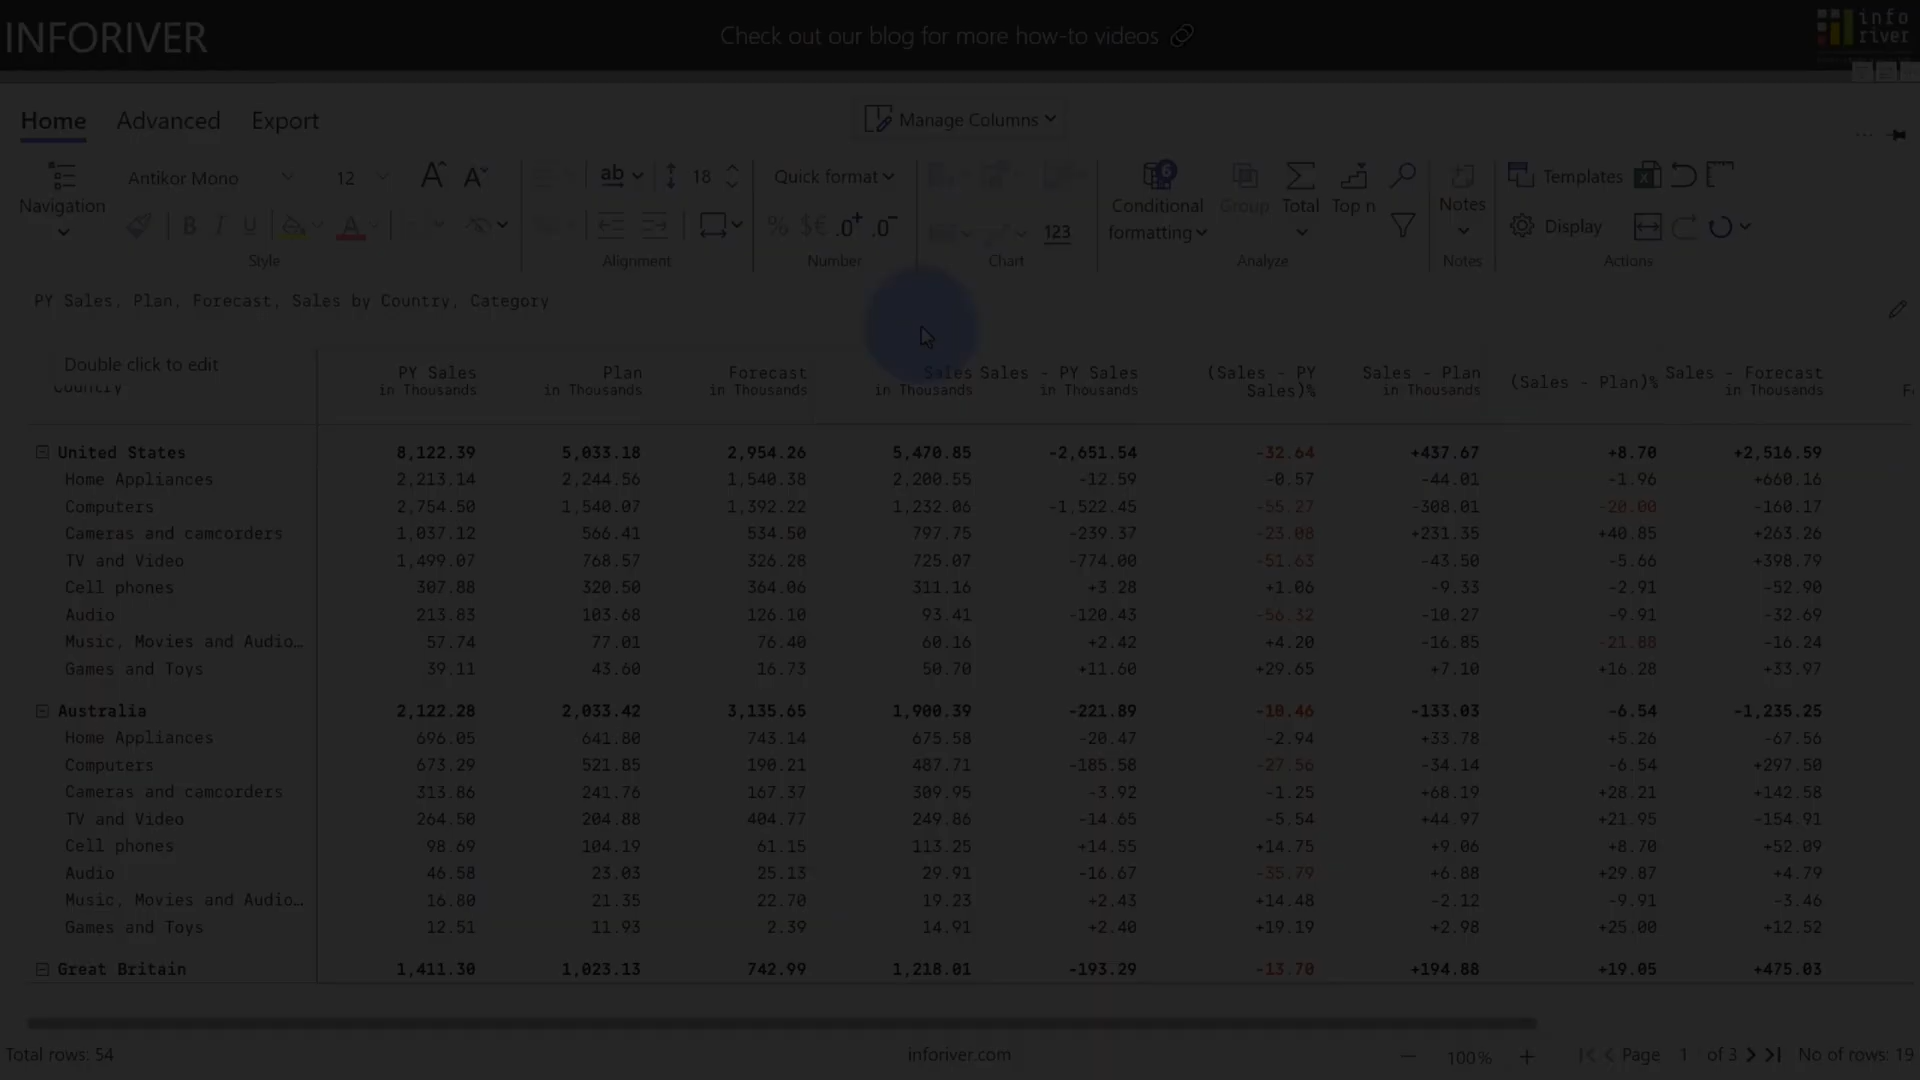 INFORIVER
Check out our blog for more how-to videos
info
river
Home Advanced Export
Manage Columns
Navigation
Antikor Mono 12
18
Quick format
123
Conditional
formatting
6
Group Total Top n
Notes
Templates
Display
Style Alignment Number Chart Analyze Notes Actions
PY Sales, Plan, Forecast, Sales by Country, Category
Double click to edit
Country
PY Sales in Thousands Plan in Thousands Forecast in Thousands Sales in Thousands Sales - PY Sales in Thousands (Sales - PY Sales)% Sales - Plan in Thousands (Sales - Plan)% Sales - Forecast in Thousands
United States 8,122.39 5,033.18 2,954.26 5,470.85 -2,651.54 -32.64 +437.67 +8.70 +2,516.59
Home Appliances 2,213.14 2,244.56 1,540.38 2,200.55 -12.59 -0.57 -44.01 -1.96 +660.16
Computers 2,754.50 1,540.07 1,392.22 1,232.06 -1,522.45 -55.27 -308.01 -20.00 -160.17
Cameras and camcorders 1,037.12 566.41 534.50 797.75 -239.37 -23.08 +231.35 +40.85 +263.26
TV and Video 1,499.07 768.57 326.28 725.07 -774.00 -51.63 -43.50 -5.66 +398.79
Cell phones 307.88 320.50 364.06 311.16 +3.28 +1.06 -9.33 -2.91 -52.90
Audio 213.83 103.68 126.10 93.41 -120.43 -56.32 -10.27 -9.91 -32.69
Music, Movies and Audio… 57.74 77.01 76.40 60.16 +2.42 +4.20 -16.85 -21.88 -16.24
Games and Toys 39.11 43.60 16.73 50.70 +11.60 +29.65 +7.10 +16.28 +33.97
Australia 2,122.28 2,033.42 3,135.65 1,900.39 -221.89 -10.46 -133.03 -6.54 -1,235.25
Home Appliances 696.05 641.80 743.14 675.58 -20.47 -2.94 +33.78 +5.26 -67.56
Computers 673.29 521.85 190.21 487.71 -185.58 -27.56 -34.14 -6.54 +297.50
Cameras and camcorders 313.86 241.76 167.37 309.95 -3.92 -1.25 +68.19 +28.21 +142.58
TV and Video 264.50 204.88 404.77 249.86 -14.65 -5.54 +44.97 +21.95 -154.91
Cell phones 98.69 104.19 61.15 113.25 +14.55 +14.75 +9.06 +8.70 +52.09
Audio 46.58 23.03 25.13 29.91 -16.67 -35.79 +6.88 +29.87 +4.79
Music, Movies and Audio… 16.80 21.35 22.70 19.23 +2.43 +14.48 -2.12 -9.91 -3.46
Games and Toys 12.51 11.93 2.39 14.91 +2.40 +19.19 +2.98 +25.00 +12.52
Great Britain 1,411.30 1,023.13 742.99 1,218.01 -193.29 -13.70 +194.88 +19.05 +475.03
Total rows: 54 inforiver.com 100% Page 1 of 3 No of rows: 19